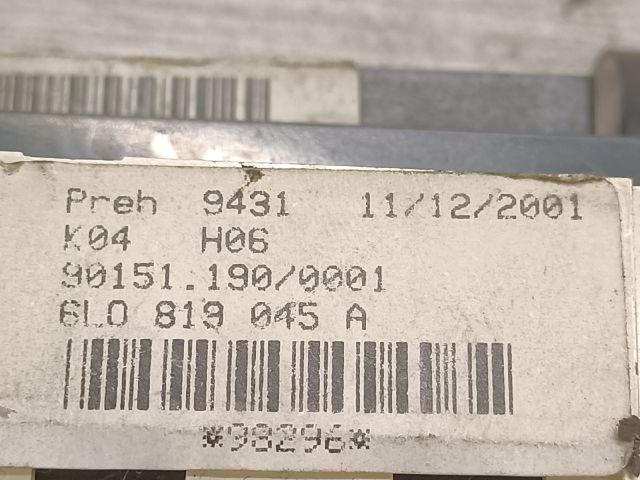 Preh 9431 11/12/2001
K04 H06
90151.190/0001
6L0 819 045 A
*98296*